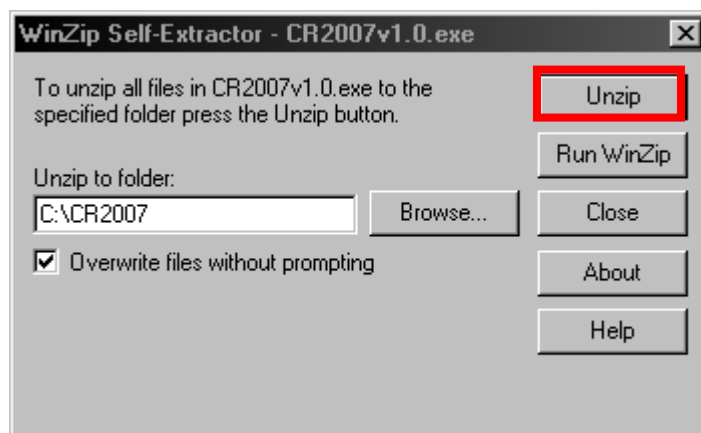 WinZip Self-Extractor - CR2007v1.0.exe
To unzip all files in CR2007v1.0.exe to the
specified folder press the Unzip button.
Unzip to folder:
C:\CR2007
Browse...
Overwrite files without prompting
Unzip
Run WinZip
Close
About
Help